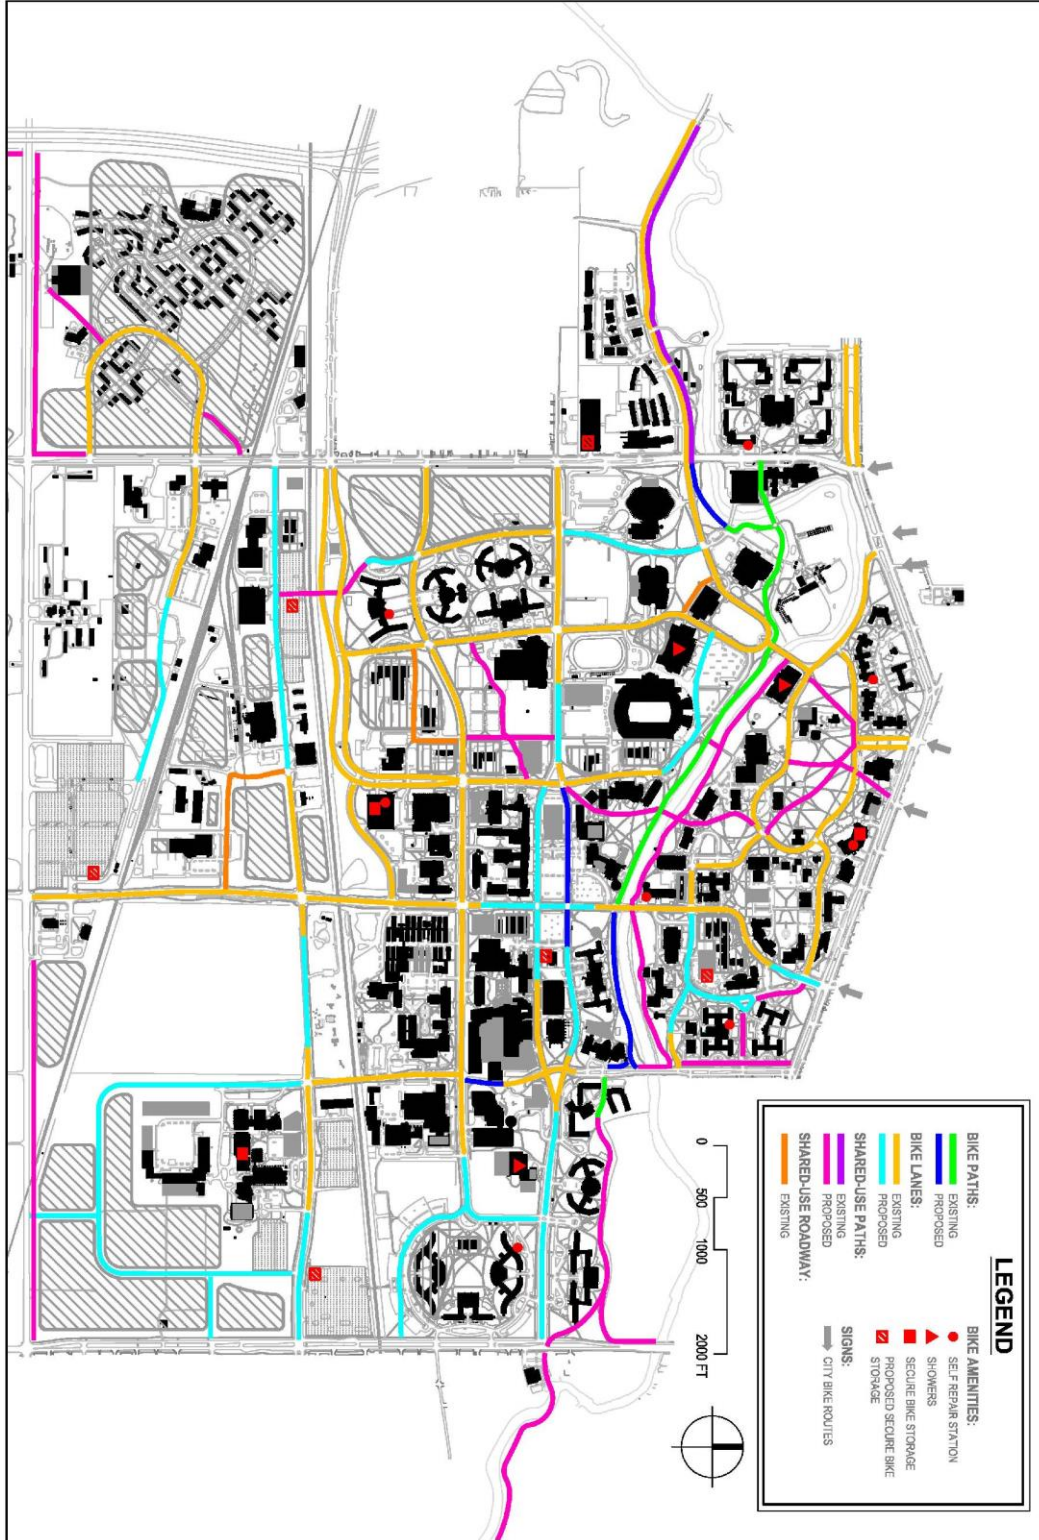 LEGEND
BIKE PATHS:
EXISTING
PROPOSED
BIKE LANES:
EXISTING
PROPOSED
SHARED-USE PATHS:
EXISTING
PROPOSED
SHARED-USE ROADWAY:
EXISTING
BIKE AMENITIES:
SELF REPAIR STATION
SHOWERS
SECURE BIKE STORAGE
PROPOSED SECURE BIKE
STORAGE
SIGNS:
CITY BIKE ROUTES
0 500 1000 2000 FT